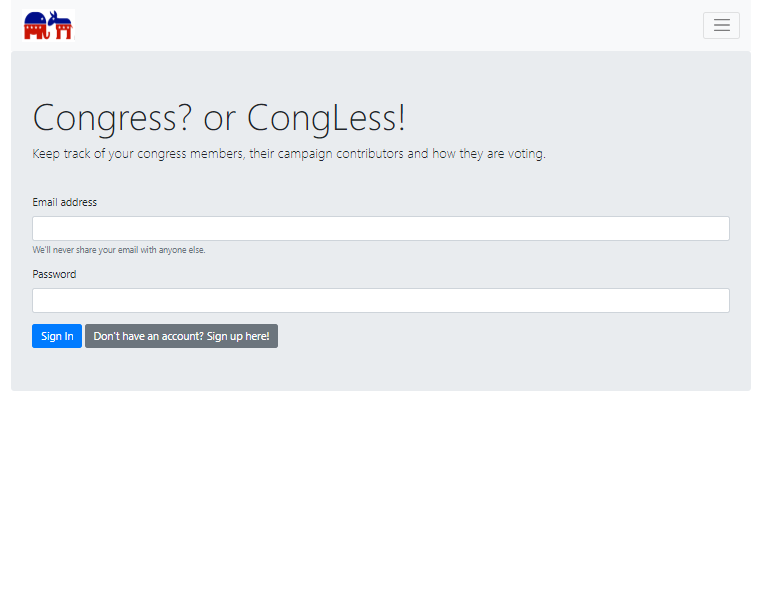 Congress? or CongLess!
Keep track of your congress members, their campaign contributors and how they are voting.
Email address
We'll never share your email with anyone else.
Password
Sign In
Don't have an account? Sign up here!